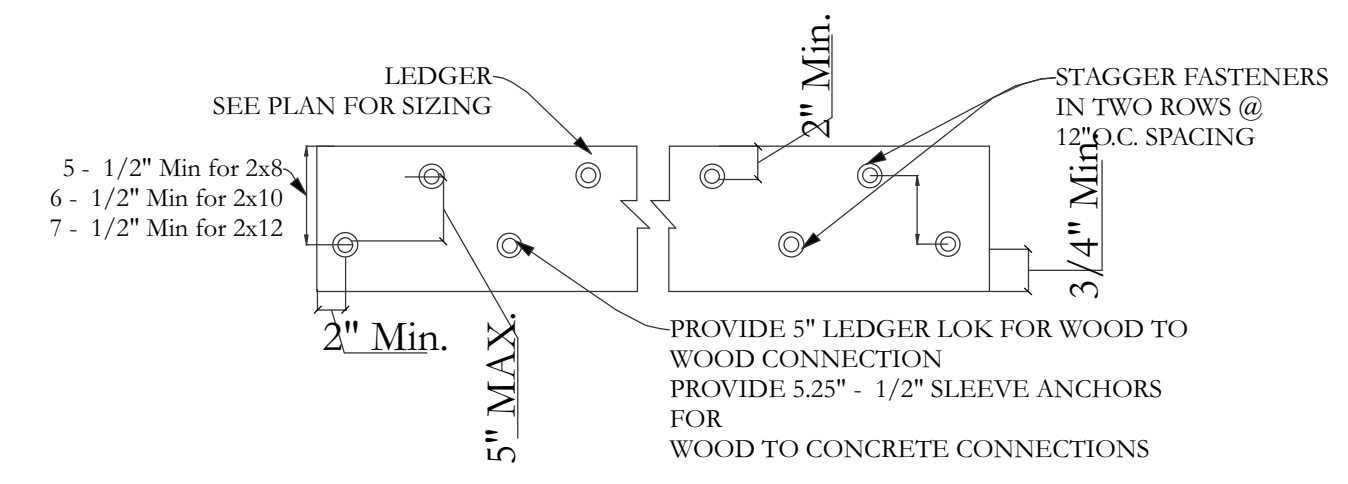 LEDGER
SEE PLAN FOR SIZING
2" Min.
STAGGER FASTENERS
IN TWO ROWS @
12"O.C. SPACING
5 - 1/2" Min for 2x8
6 - 1/2" Min for 2x10
7 - 1/2" Min for 2x12
3/4" Min.
2" Min.
5" MAX.
PROVIDE 5" LEDGER LOK FOR WOOD TO
WOOD CONNECTION
PROVIDE 5.25" - 1/2" SLEEVE ANCHORS
FOR
WOOD TO CONCRETE CONNECTIONS